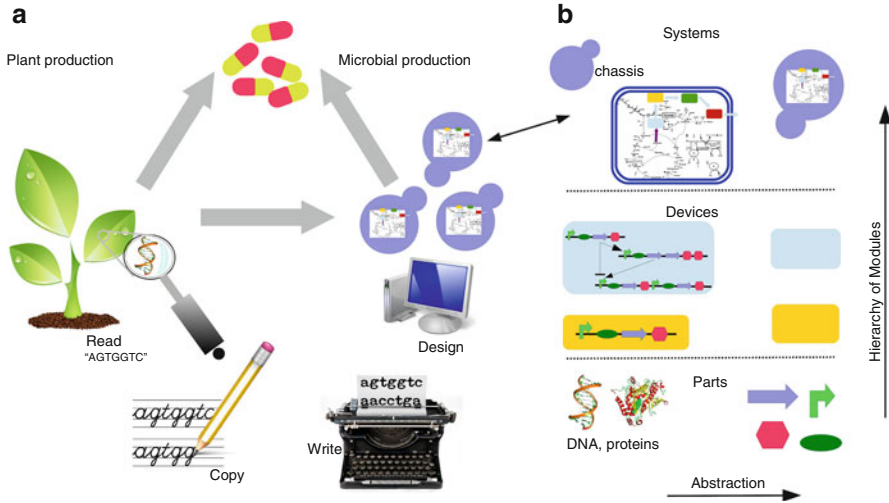 a
Plant production
Microbial production
Read
"AGTGGTC"
Design
agtggtc
agtgg
Copy
agtggtc
aacctga
Write
b
Systems
chassis
Devices
Parts
DNA, proteins
Abstraction
Hierarchy of Modules